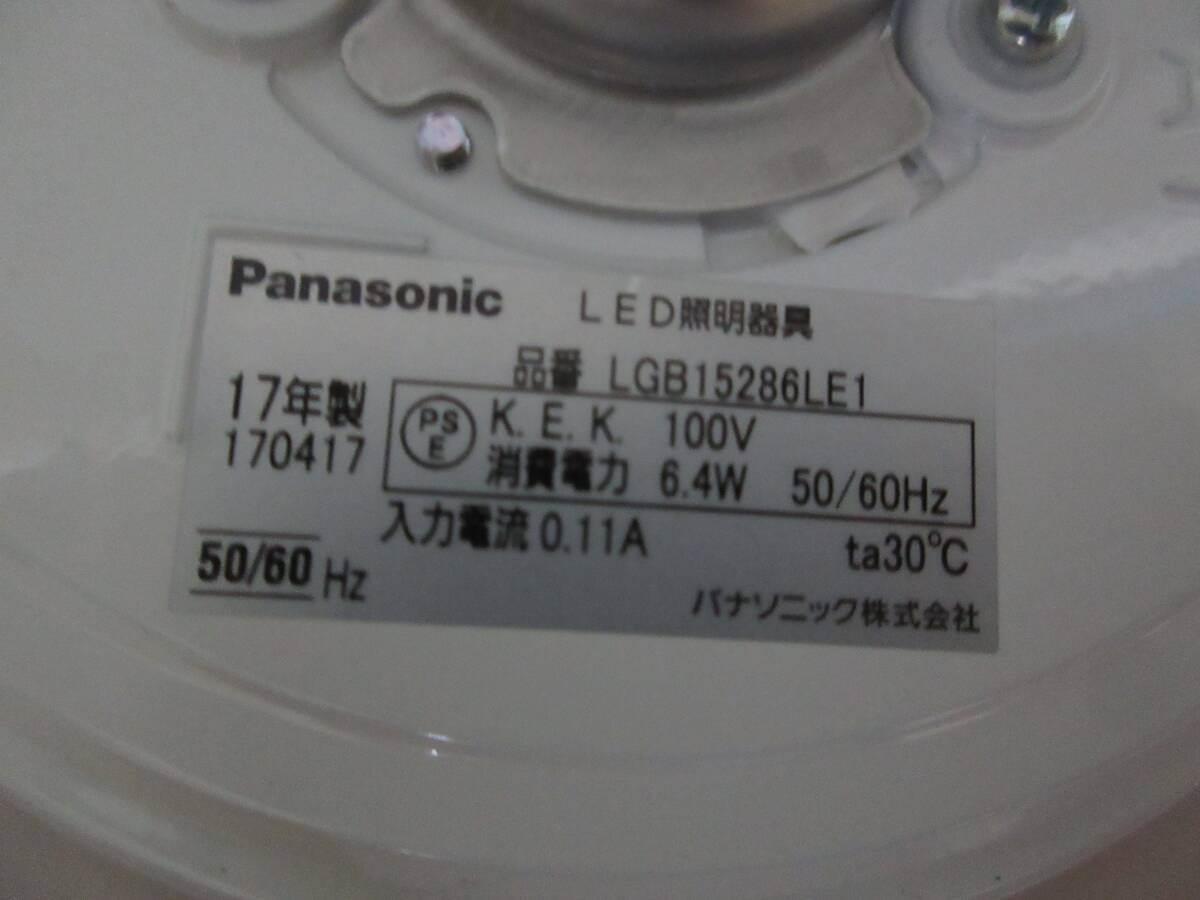 Panasonic LED照明器具
品番 LGB15286LE1
17年製
170417
PS
E
K.E.K. 100V
消費電力 6.4W 50/60Hz
入力電流 0.11A ta30℃
50/60 Hz
パナソニック株式会社